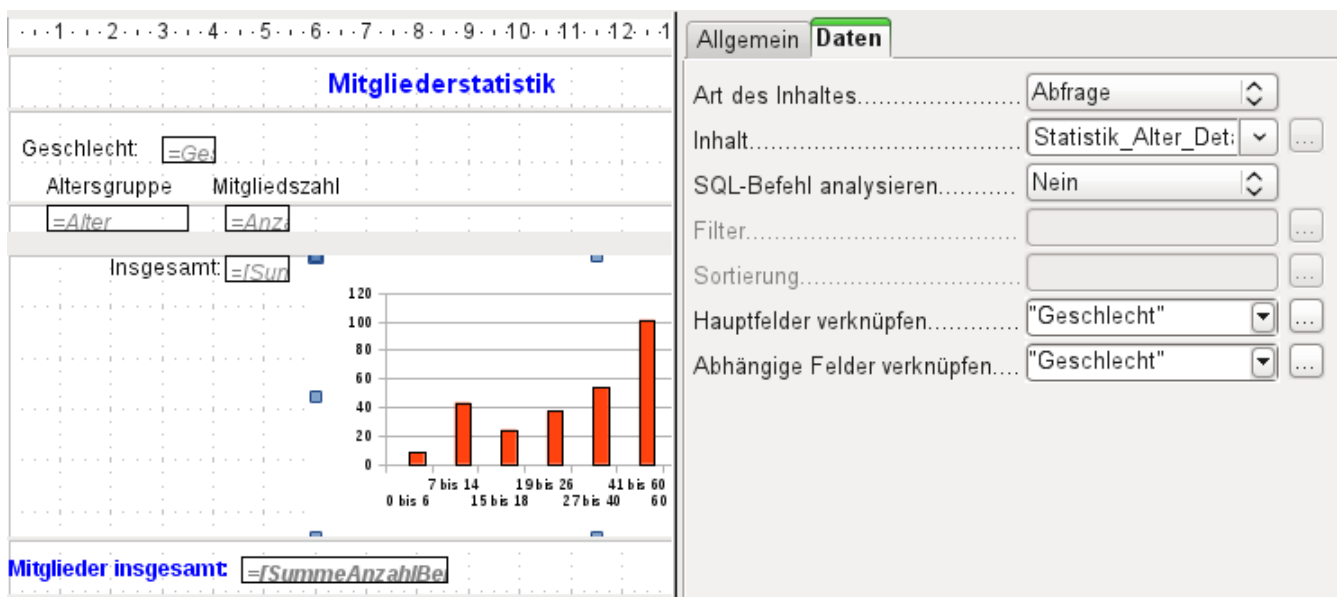 1 2 3 4 5 6 7 8 9 10 11 12 1
Mitgliederstatistik
Geschlecht: =Ges
Altersgruppe Mitgliedszahl
=Alter =Anza
Insgesamt: =[Sum
120
100
80
60
40
20
0
7 bis 14 19 bis 26 41 bis 60
0 bis 6 15 bis 18 27 bis 40 60
Mitglieder insgesamt: =[SummeAnzahlBe
Allgemein Daten
Art des Inhaltes...................... Abfrage
Inhalt.................................... Statistik_Alter_Deta ...
SQL-Befehl analysieren........... Nein
Filter..................................... ...
Sortierung.............................. ...
Hauptfelder verknüpfen............. "Geschlecht" ...
Abhängige Felder verknüpfen.... "Geschlecht" ...